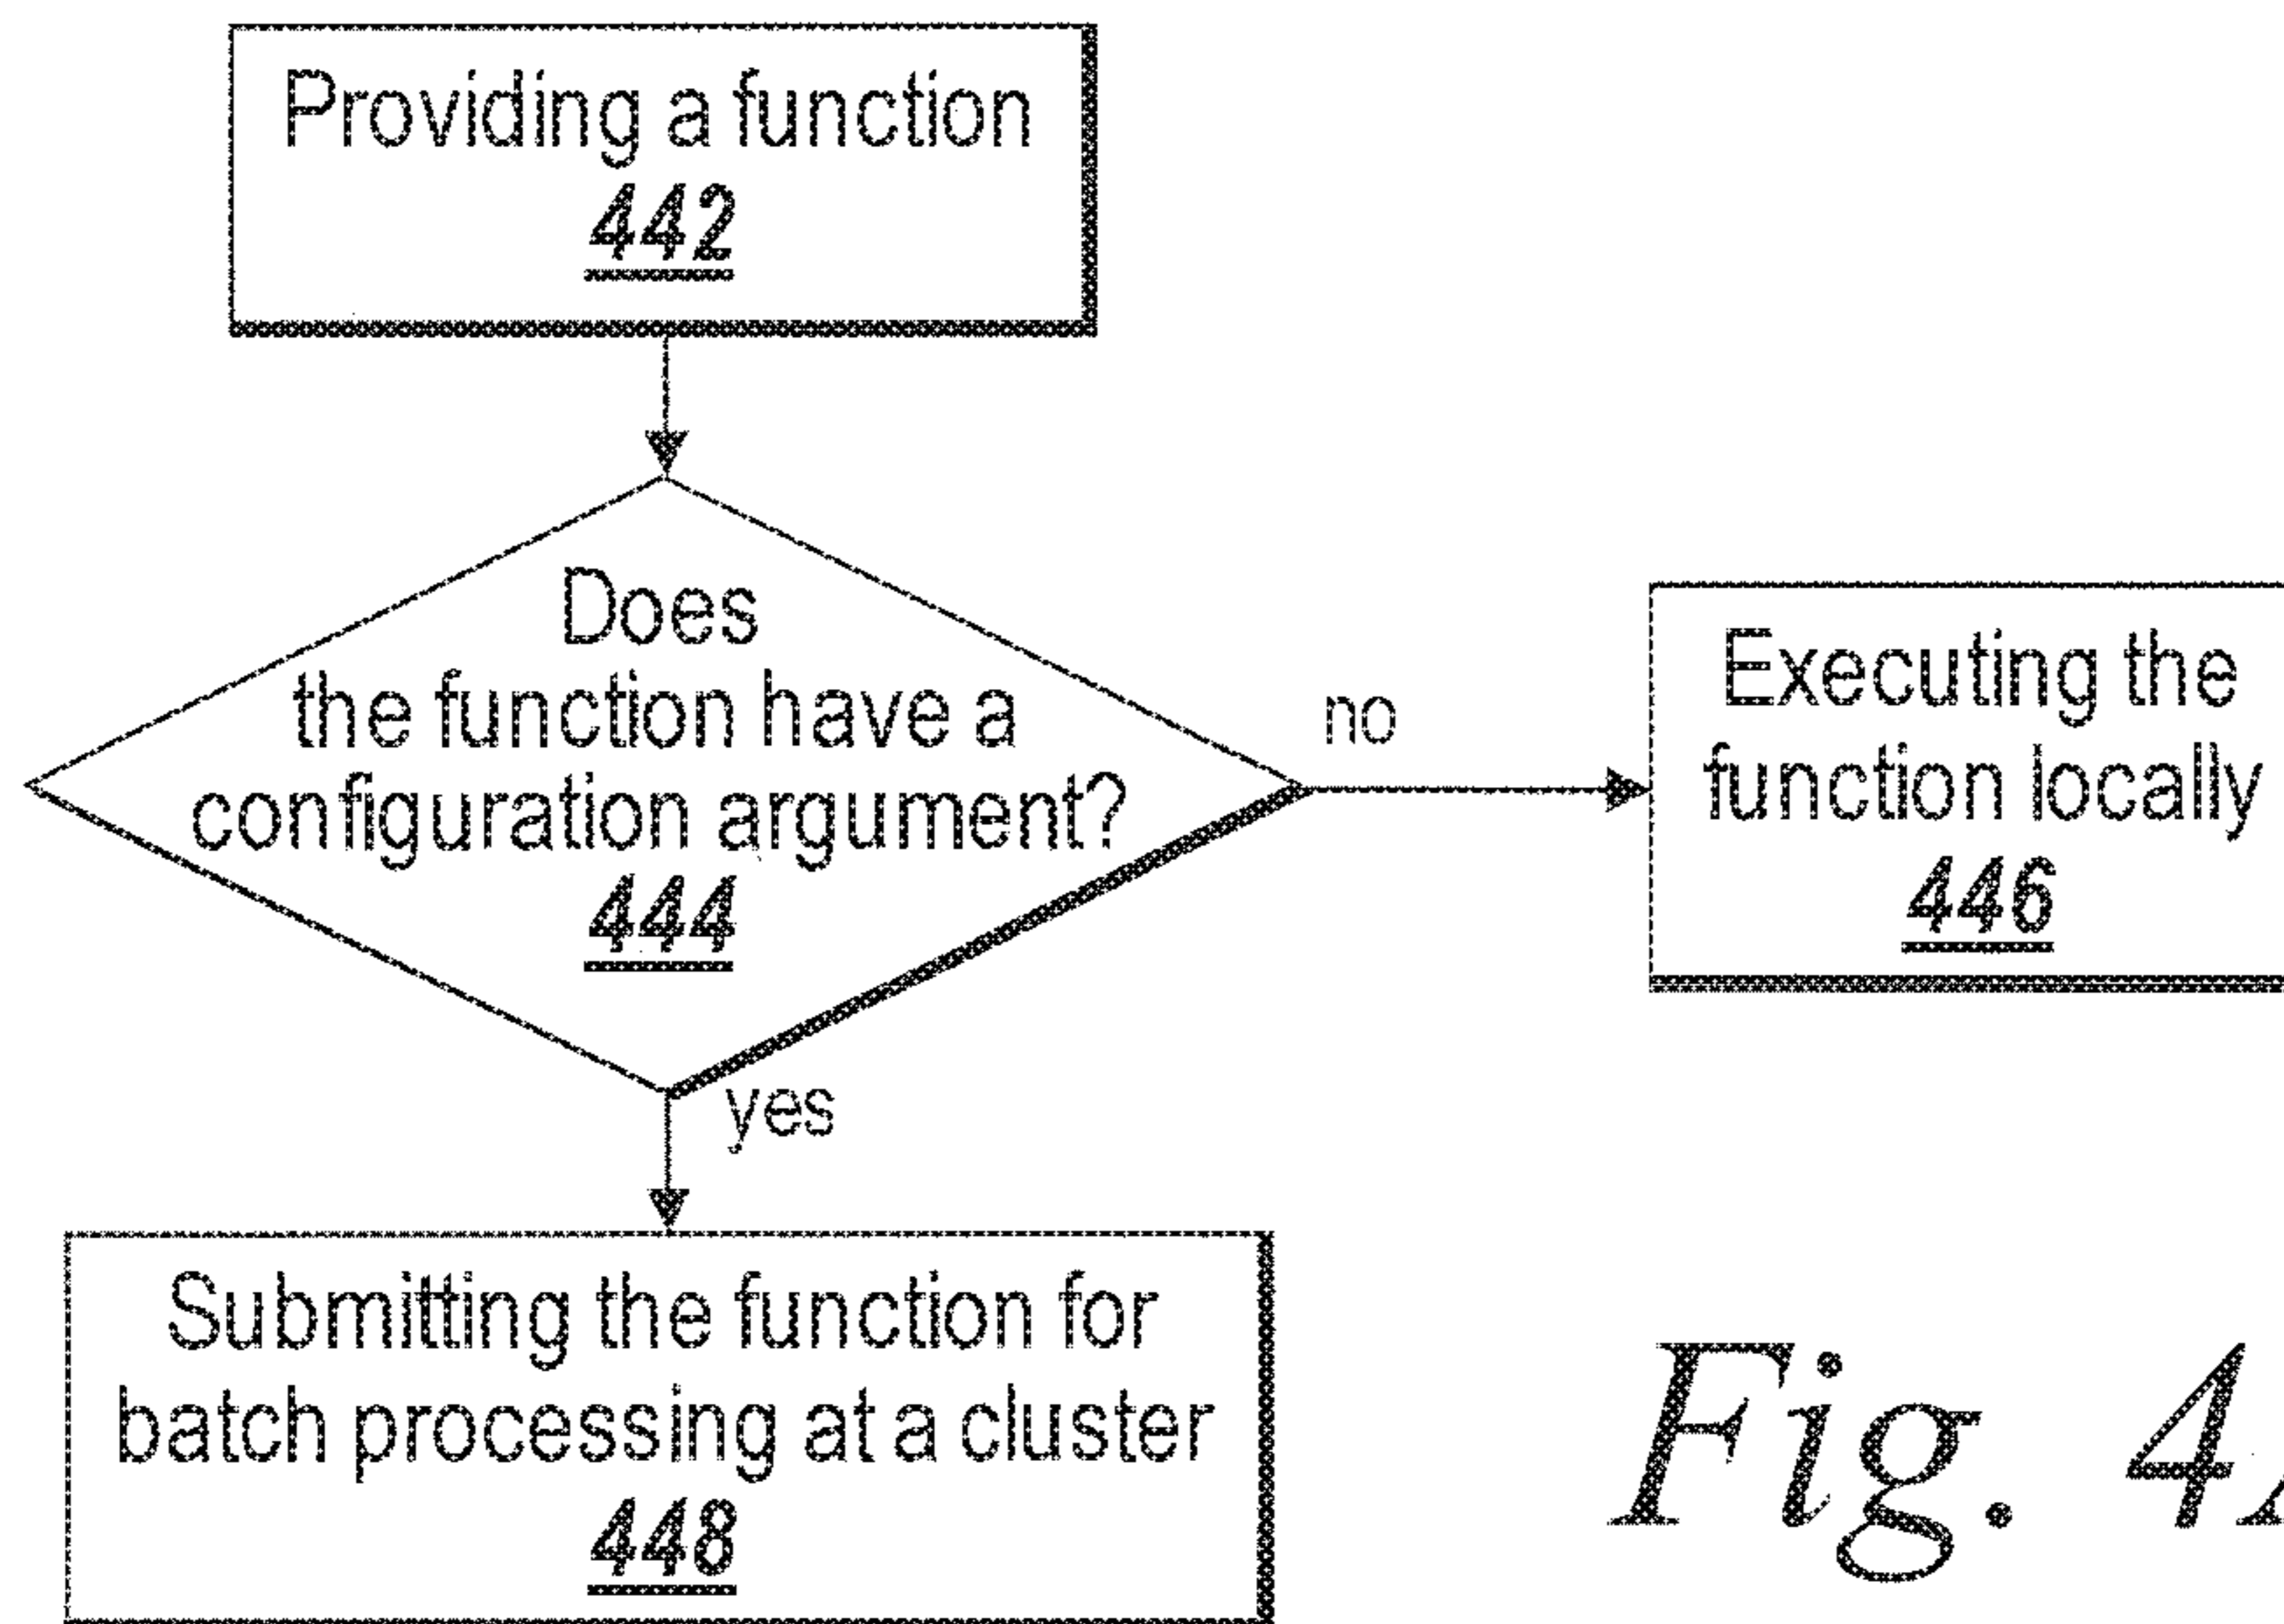 Providing a function
442
Does
the function have a
configuration argument?
444
no
Executing the
function locally
446
yes
Submitting the function for
batch processing at a cluster
448
Fig.